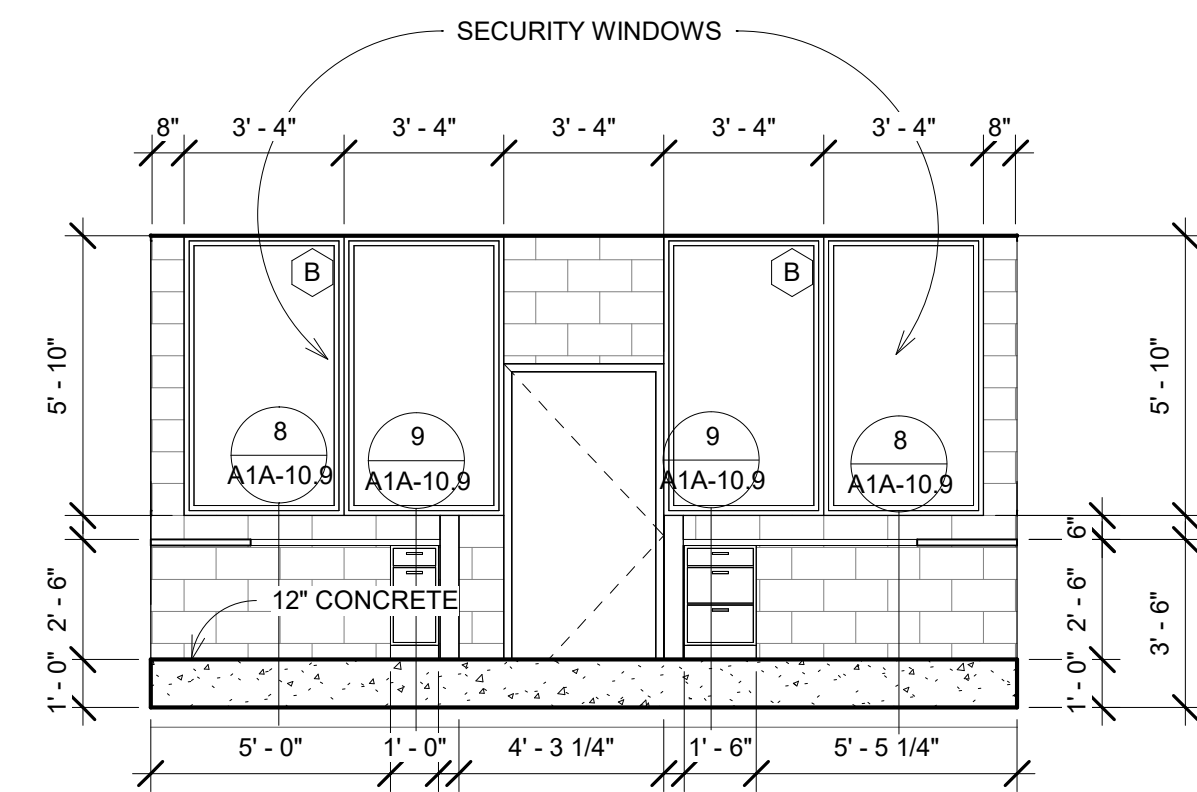 SECURITY WINDOWS
8" 3' - 4" 3' - 4" 3' - 4" 3' - 4" 3' - 4" 8"
B B
5' - 10" 5' - 10"
8 9 9 8
A1A-10.9 A1A-10.9 A1A-10.9 A1A-10.9
6"
2' - 6" 12" CONCRETE 2' - 6" 3' - 6"
1' - 0" 1' - 0"
5' - 0" 1' - 0" 4' - 3 1/4" 1' - 6" 5' - 5 1/4"